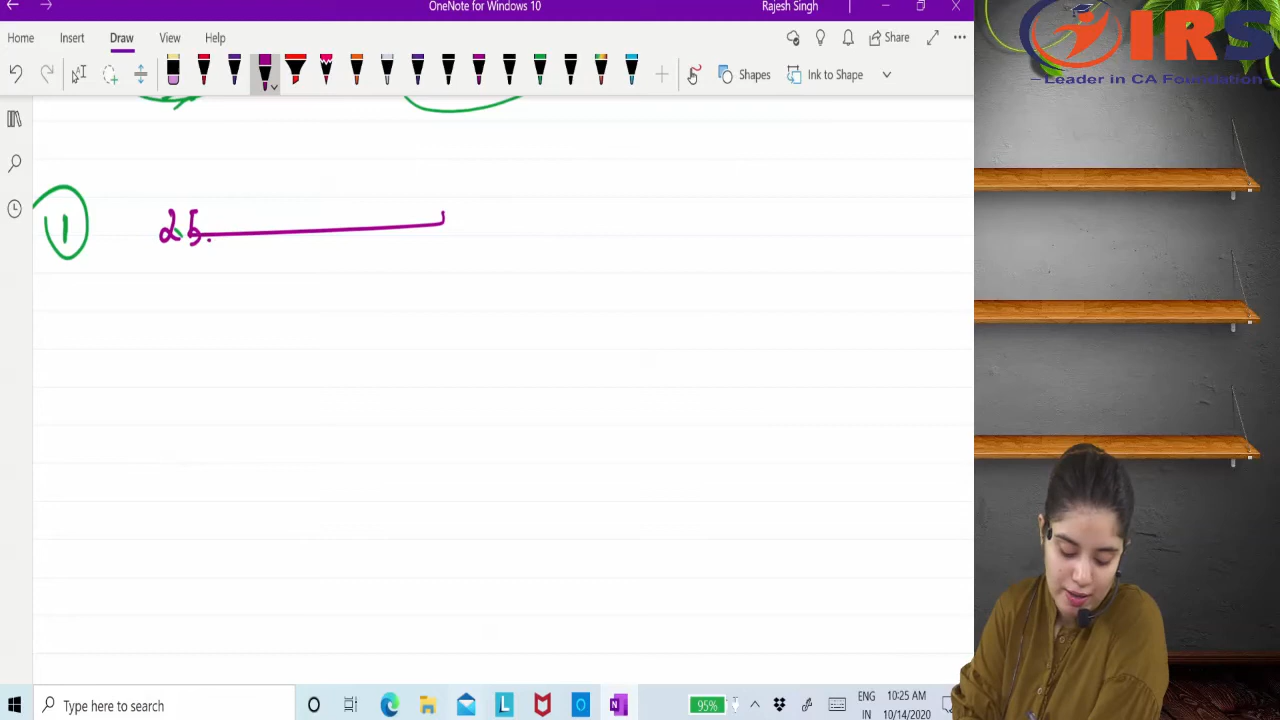 OneNote for Windows 10
Rajesh Singh
Home Insert Draw View Help
Share
Shapes
Ink to Shape
IRS
Leader in CA Foundation
1
25.
Type here to search
95%
ENG
IN
10:25 AM
10/14/2020